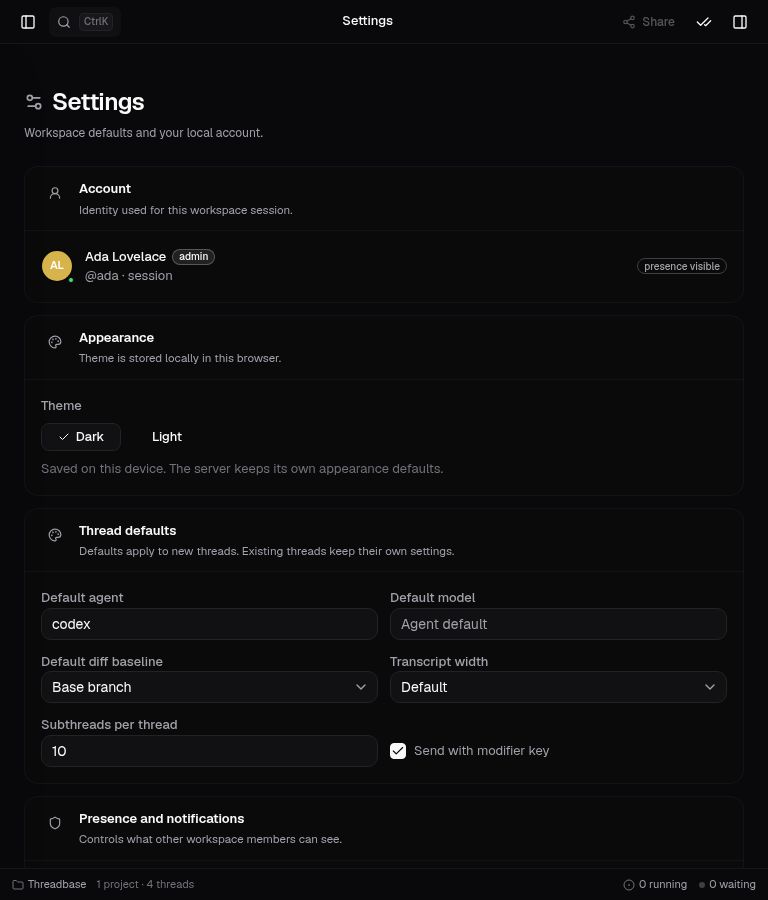 CtrlK
Settings
Share
Settings
Workspace defaults and your local account.
Account
Identity used for this workspace session.
AL
Ada Lovelace admin
@ada · session
presence visible
Appearance
Theme is stored locally in this browser.
Theme
Dark Light
Saved on this device. The server keeps its own appearance defaults.
Thread defaults
Defaults apply to new threads. Existing threads keep their own settings.
Default agent
codex
Default model
Agent default
Default diff baseline
Base branch
Transcript width
Default
Subthreads per thread
10
Send with modifier key
Presence and notifications
Controls what other workspace members can see.
Threadbase 1 project · 4 threads
0 running 0 waiting